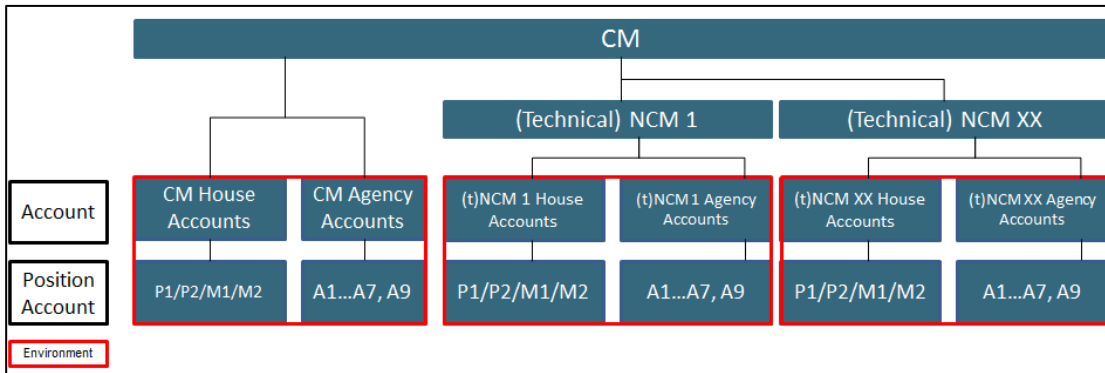 CM
(Technical) NCM 1
(Technical) NCM XX
Account
CM House
Accounts
CM Agency
Accounts
(t)NCM 1 House
Accounts
(t)NCM 1 Agency
Accounts
(t)NCM XX House
Accounts
(t)NCM XX Agency
Accounts
Position
Account
P1/P2/M1/M2
A1...A7, A9
P1/P2/M1/M2
A1...A7, A9
P1/P2/M1/M2
A1...A7, A9
Environment